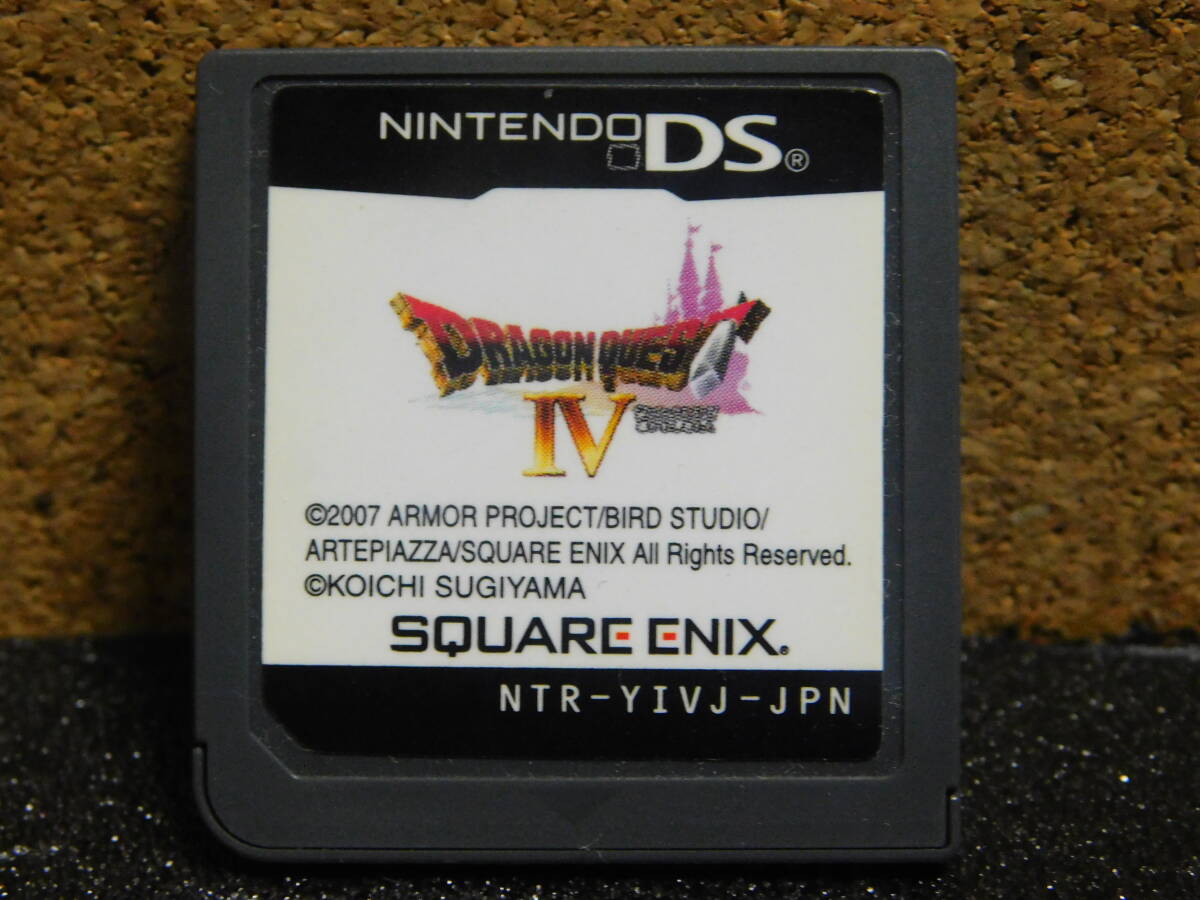 NINTENDO DS®
DRAGON QUEST
IV
©2007 ARMOR PROJECT/BIRD STUDIO/
ARTEPIAZZA/SQUARE ENIX All Rights Reserved.
©KOICHI SUGIYAMA
SQUARE ENIX.
NTR-YIVJ-JPN